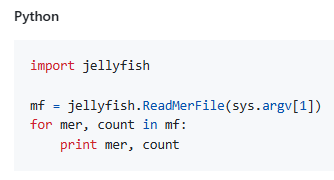 Python
import jellyfish
mf = jellyfish.ReadMerFile(sys.argv[1])
for mer, count in mf:
    print mer, count